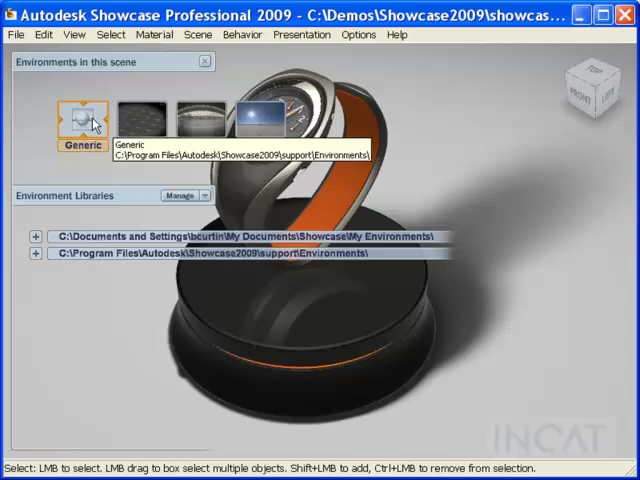 Autodesk Showcase Professional 2009 - C:\Demos\Showcase2009\showcas...
File Edit View Select Material Scene Behavior Presentation Options Help
Environments in this scene
TOP
FRONT LEFT
Generic
Generic
C:\Program Files\Autodesk\Showcase2009\support\Environments\
Environment Libraries Manage
C:\Documents and Settings\bcurtin\My Documents\Showcase\My Environments\
C:\Program Files\Autodesk\Showcase2009\support\Environments\
INCAT
Select: LMB to select. LMB drag to box select multiple objects. Shift+LMB to add, Ctrl+LMB to remove from selection.